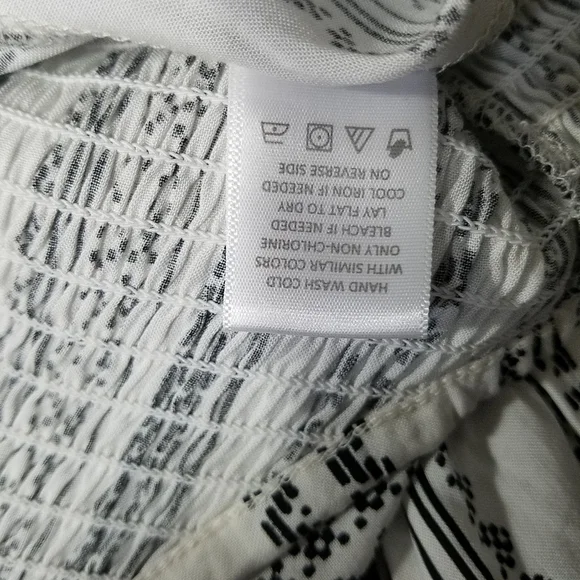 HAND WASH COLD
WITH SIMILAR COLORS
ONLY NON-CHLORINE
BLEACH IF NEEDED
LAY FLAT TO DRY
COOL IRON IF NEEDED
ON REVERSE SIDE